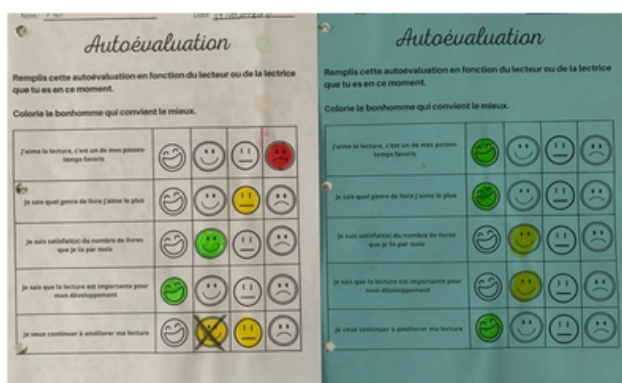 Nom :
Date:
Autoévaluation
Remplis cette autoévaluation en fonction du lecteur ou de la lectrice
que tu es en ce moment.
Colorie le bonhomme qui convient le mieux.
J'aime la lecture, c'est un de mes passes-
temps favoris
Je sais quel genre de livre j'aime le plus
Je suis satisfait(e) du nombre de livres
que je lis par mois
Je sais que la lecture est importante pour
mon développement
Je veux continuer à améliorer ma lecture
Autoévaluation
Remplis cette autoévaluation en fonction du lecteur ou de la lectrice
que tu es en ce moment.
Colorie le bonhomme qui convient le mieux.
J'aime la lecture, c'est un de mes passes-
temps favoris
Je sais quel genre de livre j'aime le plus
Je suis satisfait(e) du nombre de livres
que je lis par mois
Je sais que la lecture est importante pour
mon développement
Je veux continuer à améliorer ma lecture